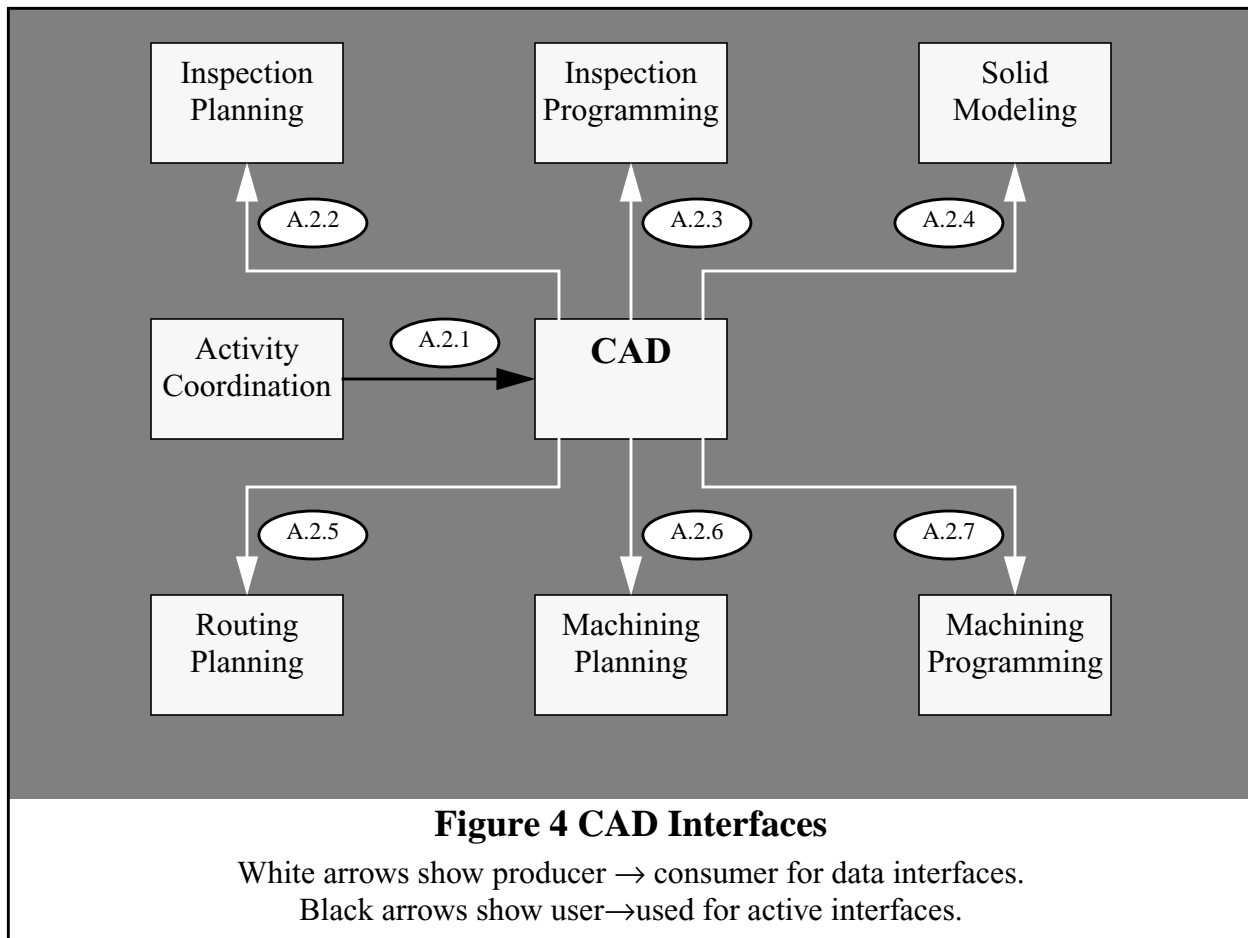 Inspection
Planning
Inspection
Programming
Solid
Modeling
A.2.2
A.2.3
A.2.4
Activity
Coordination
A.2.1
CAD
A.2.5
A.2.6
A.2.7
Routing
Planning
Machining
Planning
Machining
Programming
Figure 4 CAD Interfaces
White arrows show producer → consumer for data interfaces.
Black arrows show user→used for active interfaces.